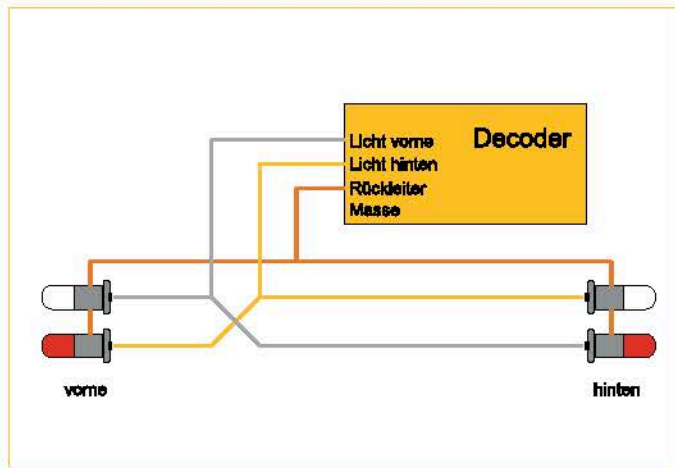 Decoder
Licht vorne
Licht hinten
Rückleiter
Masse
vorne
hinten